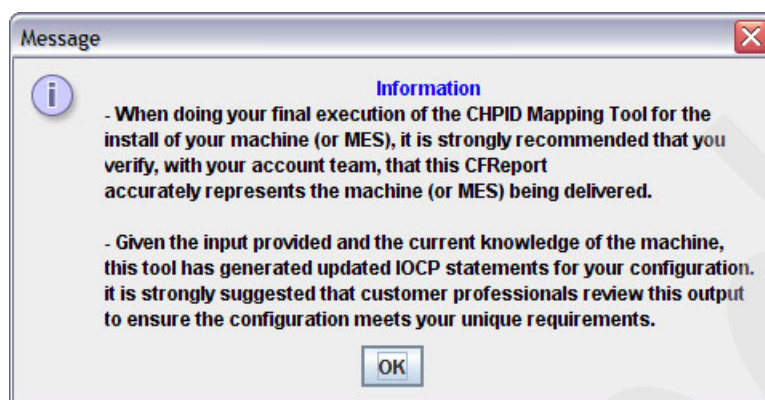 Message
Information
- When doing your final execution of the CHPID Mapping Tool for the
install of your machine (or MES), it is strongly recommended that you
verify, with your account team, that this CFReport
accurately represents the machine (or MES) being delivered.
- Given the input provided and the current knowledge of the machine,
this tool has generated updated IOCP statements for your configuration.
it is strongly suggested that customer professionals review this output
to ensure the configuration meets your unique requirements.
OK